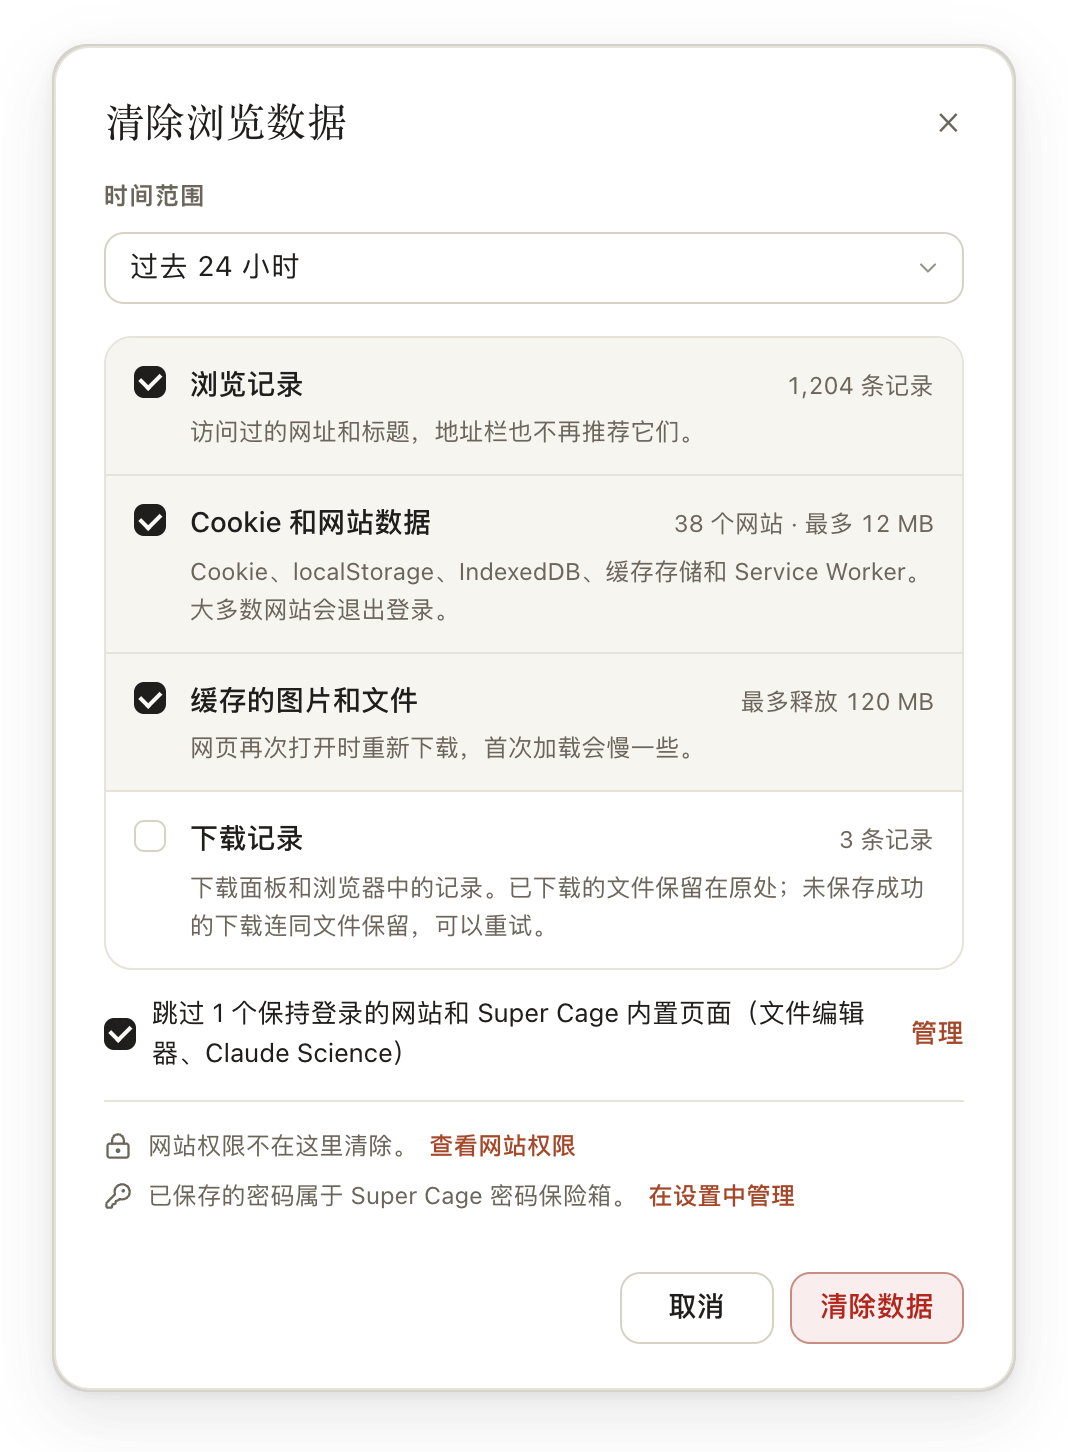 清除浏览数据
时间范围
过去 24 小时
浏览记录
1,204 条记录
访问过的网址和标题，地址栏也不再推荐它们。
Cookie 和网站数据
38 个网站 · 最多 12 MB
Cookie、localStorage、IndexedDB、缓存存储和 Service Worker。
大多数网站会退出登录。
缓存的图片和文件
最多释放 120 MB
网页再次打开时重新下载，首次加载会慢一些。
下载记录
3 条记录
下载面板和浏览器中的记录。已下载的文件保留在原处；未保存成功
的下载连同文件保留，可以重试。
跳过 1 个保持登录的网站和 Super Cage 内置页面（文件编辑
器、Claude Science）
管理
网站权限不在这里清除。 查看网站权限
已保存的密码属于 Super Cage 密码保险箱。 在设置中管理
取消
清除数据